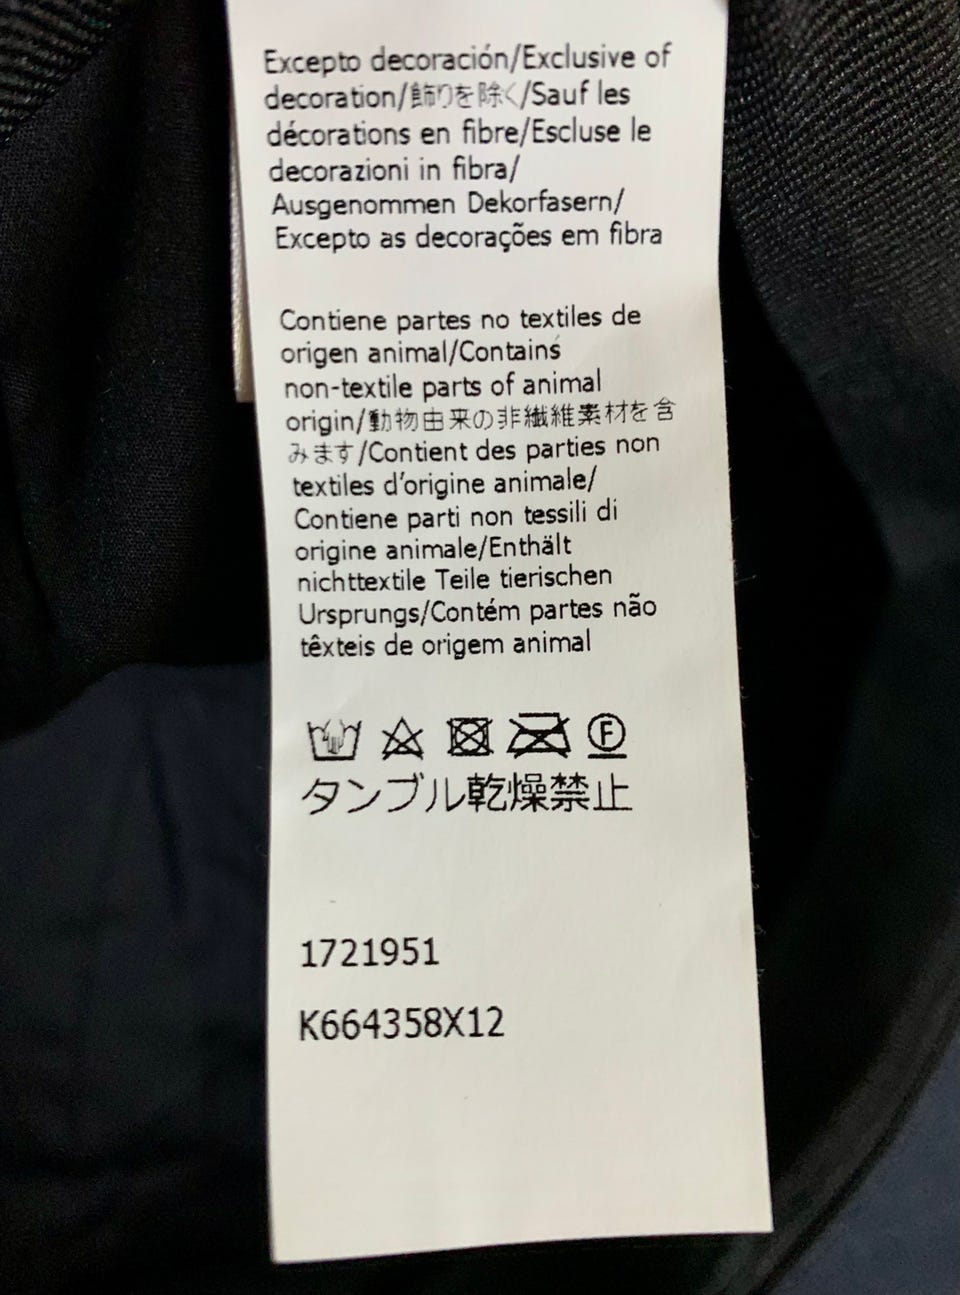 Excepto decoración/Exclusive of
decoration/飾りを除く/Sauf les
décorations en fibre/Escluse le
decorazioni in fibra/
Ausgenommen Dekorfasern/
Excepto as decorações em fibra
Contiene partes no textiles de
origen animal/Contains
non-textile parts of animal
origin/動物由来の非繊維素材を含
みます/Contient des parties non
textiles d’origine animale/
Contiene parti non tessili di
origine animale/Enthält
nichttextile Teile tierischen
Ursprungs/Contém partes não
têxteis de origem animal
F
タンブル乾燥禁止
1721951
K664358X12